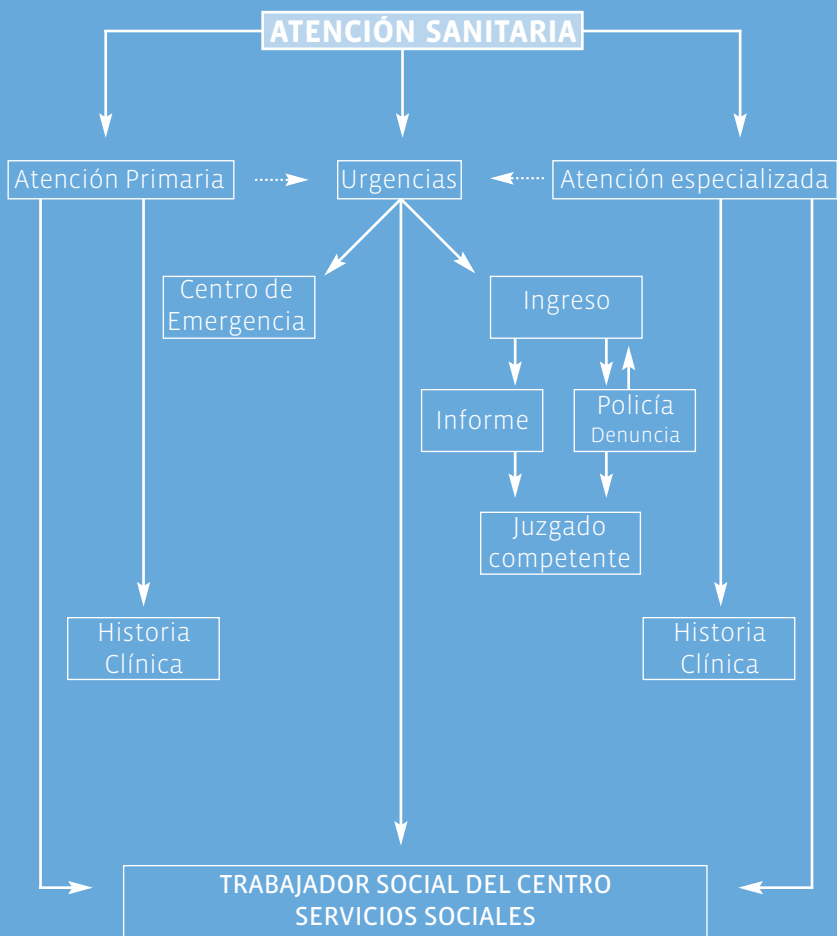 ATENCIÓN SANITARIA
Atención Primaria
Urgencias
Atención especializada
Centro de
Emergencia
Ingreso
Informe
Policía
Denuncia
Juzgado
competente
Historia
Clínica
Historia
Clínica
TRABAJADOR SOCIAL DEL CENTRO
SERVICIOS SOCIALES